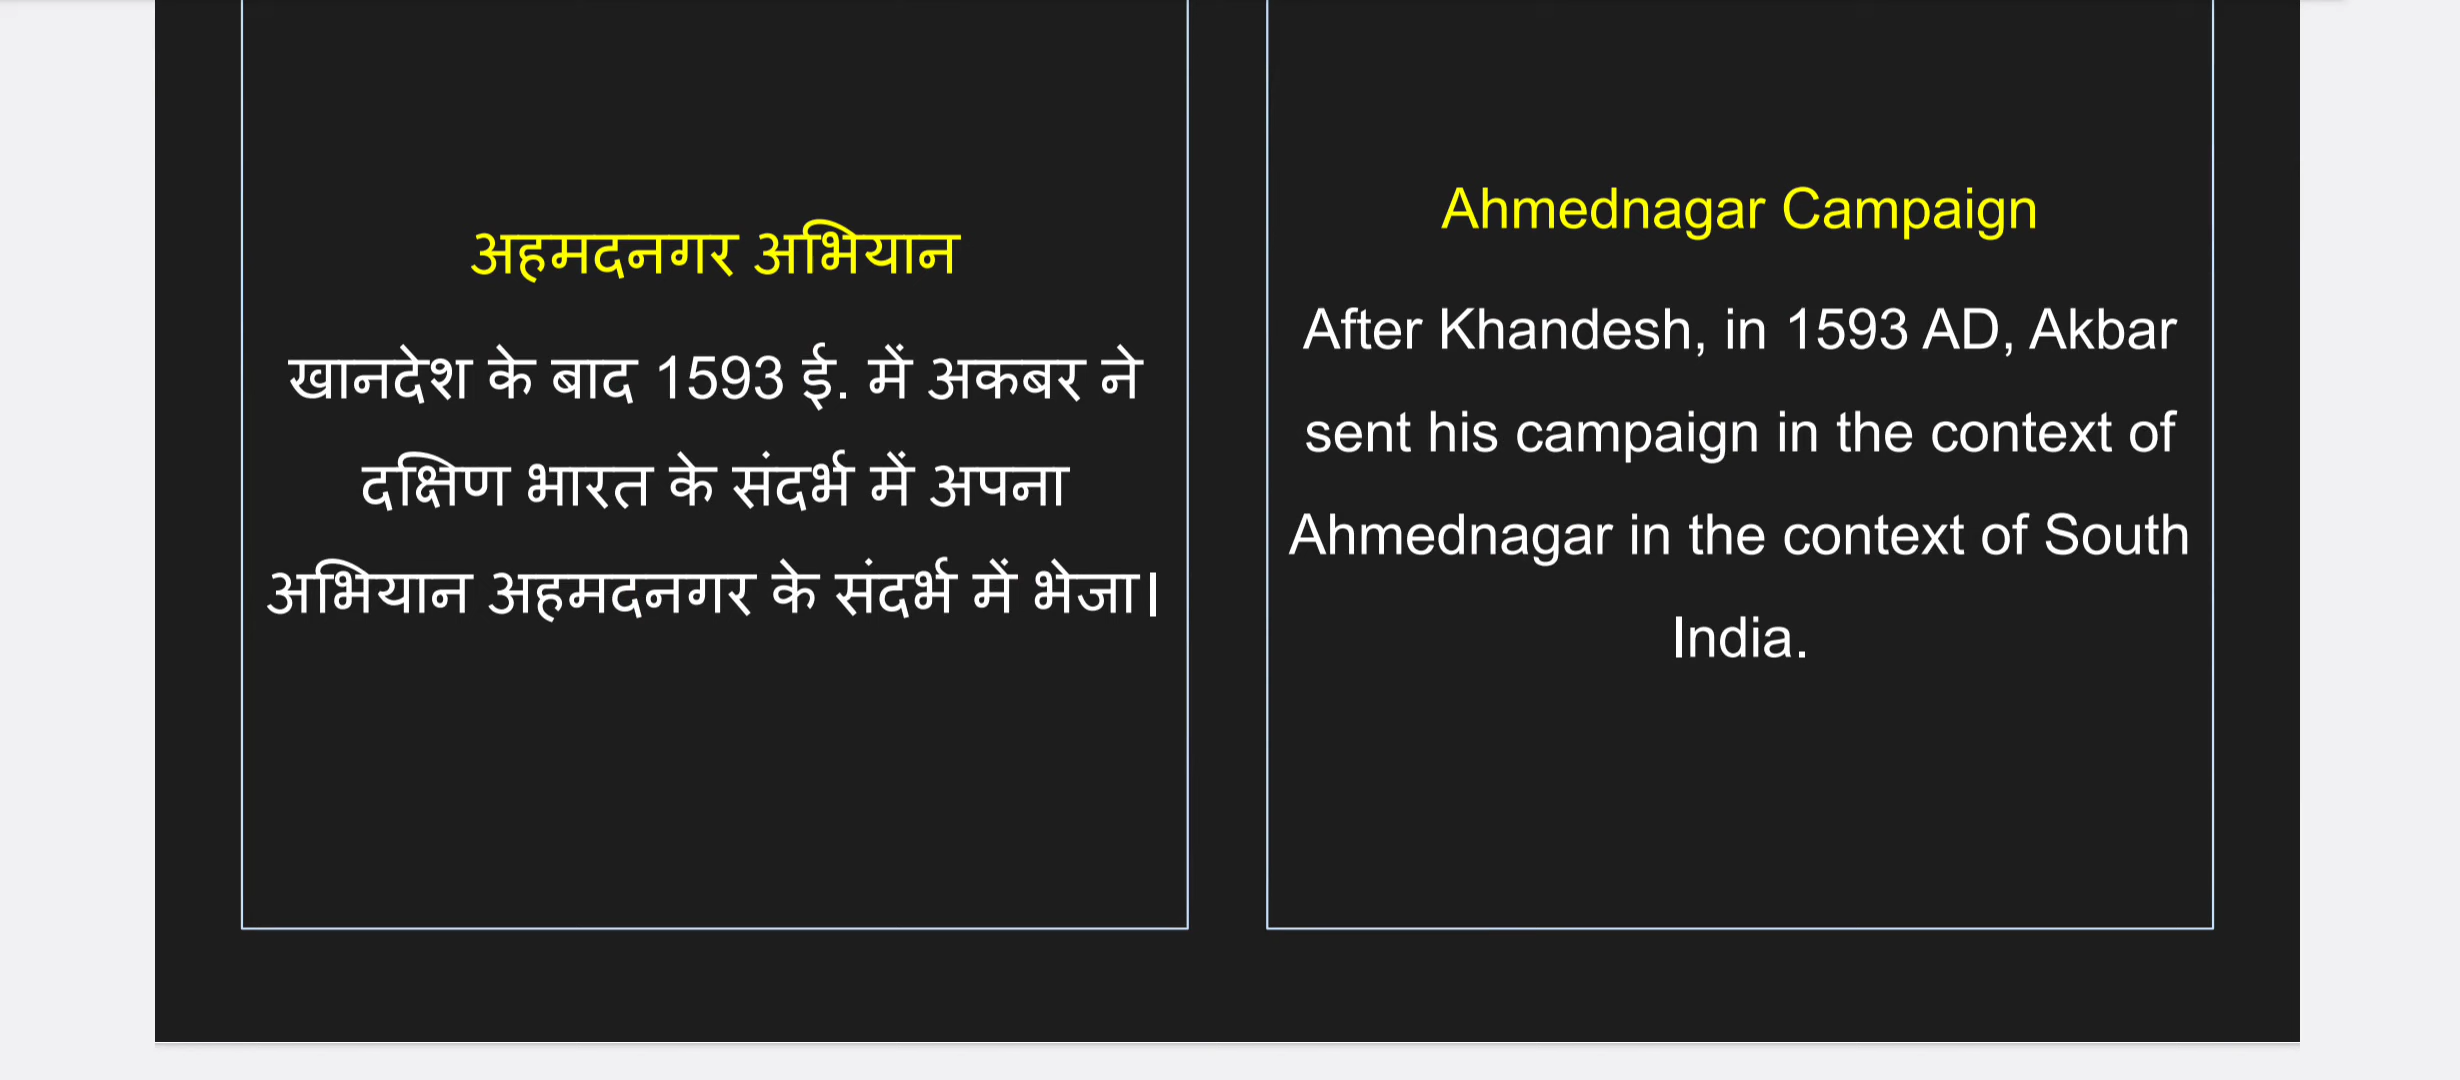 अहमदनगर अभियान
खानदेश के बाद 1593 ई. में अकबर ने
दक्षिण भारत के संदर्भ में अपना
अभियान अहमदनगर के संदर्भ में भेजा।
Ahmednagar Campaign
After Khandesh, in 1593 AD, Akbar
sent his campaign in the context of
Ahmednagar in the context of South
India.